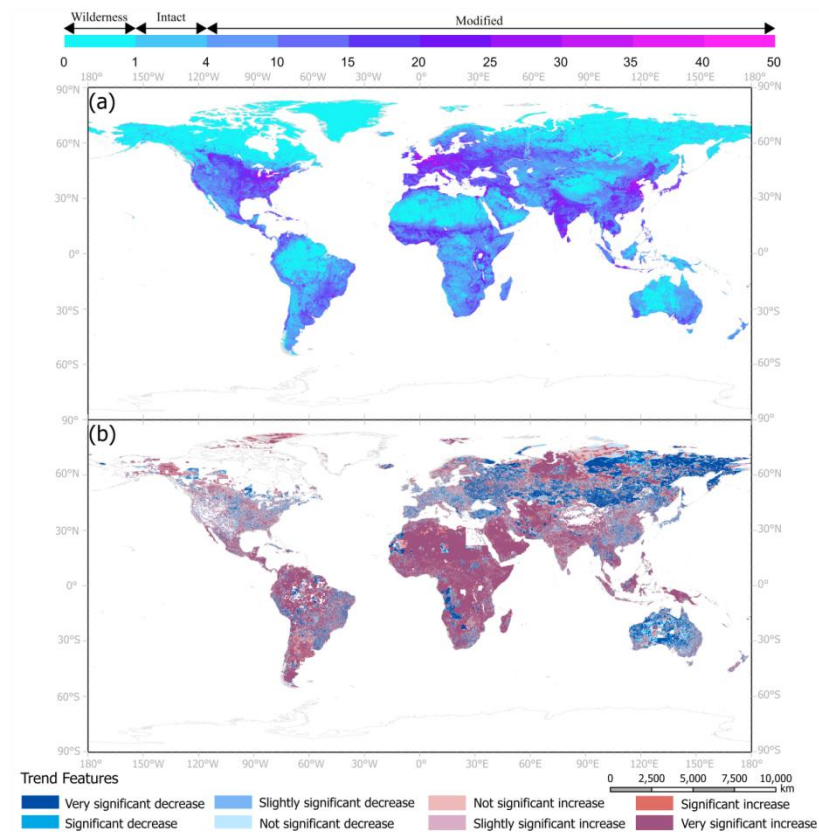 Wilderness Intact Modified
0 1 4 10 15 20 25 30 35 40 50
180° 150°W 120°W 90°W 60°W 30°W 0° 30°E 60°E 90°E 120°E 150°E 180°
90°N (a) 90°N
60°N 60°N
30°N 30°N
0° 0°
30°S 30°S
60°S 60°S
90° 90°
90°N (b) 90°N
60°N 60°N
30°N 30°N
0° 0°
30°S 30°S
60°S 60°S
90°S 90°S
180° 150°W 120°W 90°W 60°W 30°W 0° 30°E 60°E 90°E 120°E 150°E 180°
Trend Features 0 2,500 5,000 7,500 10,000
km
Very significant decrease Slightly significant decrease Not significant increase Significant increase
Significant decrease Not significant decrease Slightly significant increase Very significant increase